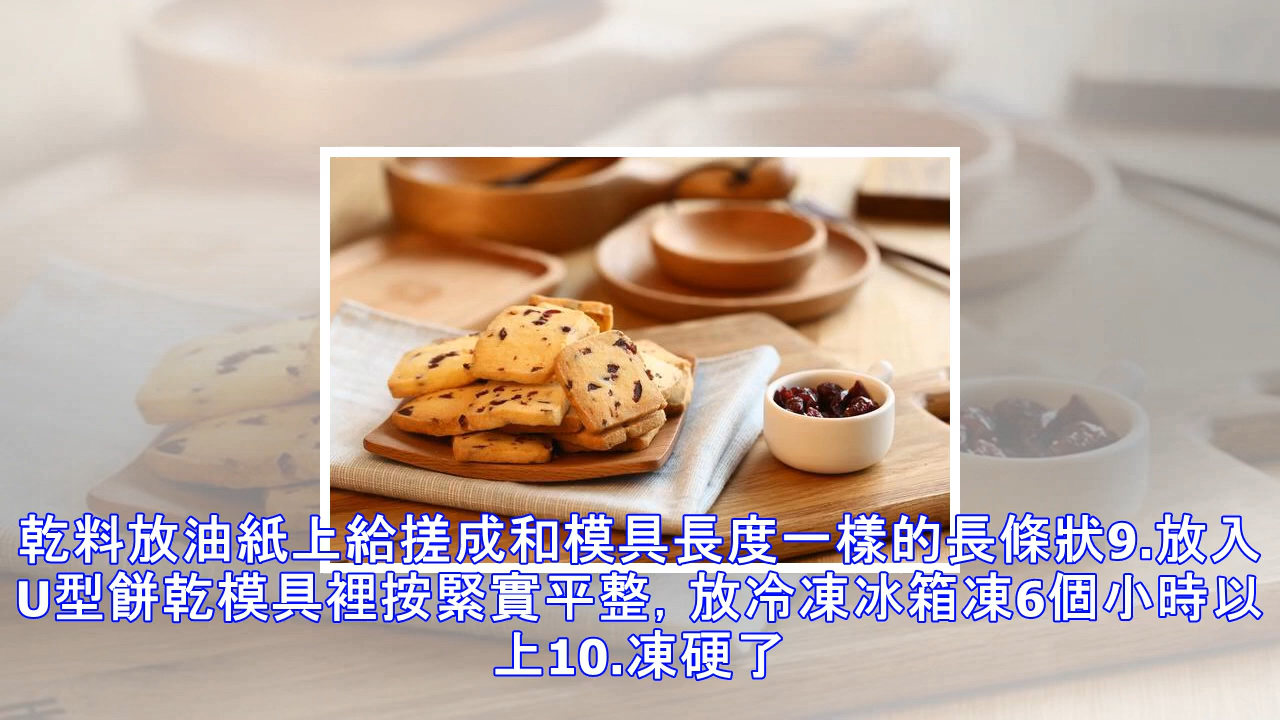 乾料放油紙上給搓成和模具長度一樣的長條狀9.放入
U型餅乾模具裡按緊實平整, 放冷凍冰箱凍6個小時以
上10.凍硬了